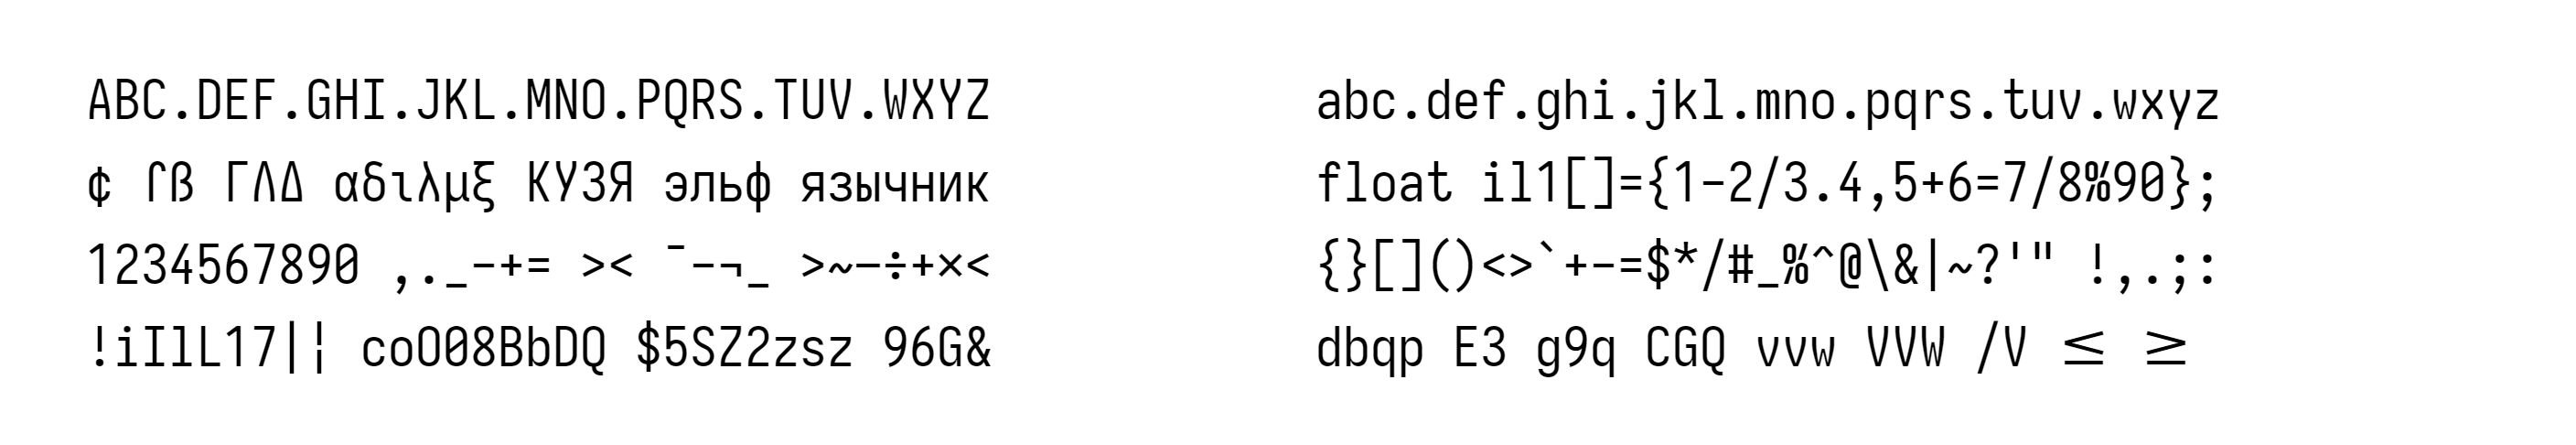 ABC.DEF.GHI.JKL.MNO.PQRS.TUV.WXYZ
¢ ſß ΓΛΔ αδιλμξ КУЗЯ эльф язычник
1234567890 ,._-+= >< ¯-¬_ >~–÷+×<
!iIlL17|¦ coO08BbDQ $5SZ2zsz 96G&
abc.def.ghi.jkl.mno.pqrs.tuv.wxyz
float il1[]={1-2/3.4,5+6=7/8%90};
{}[]()<>`+-=$*/#_%^@\&|~?'" !,.;:
dbqp E3 g9q CGQ vvw VVW /V ≤ ≥